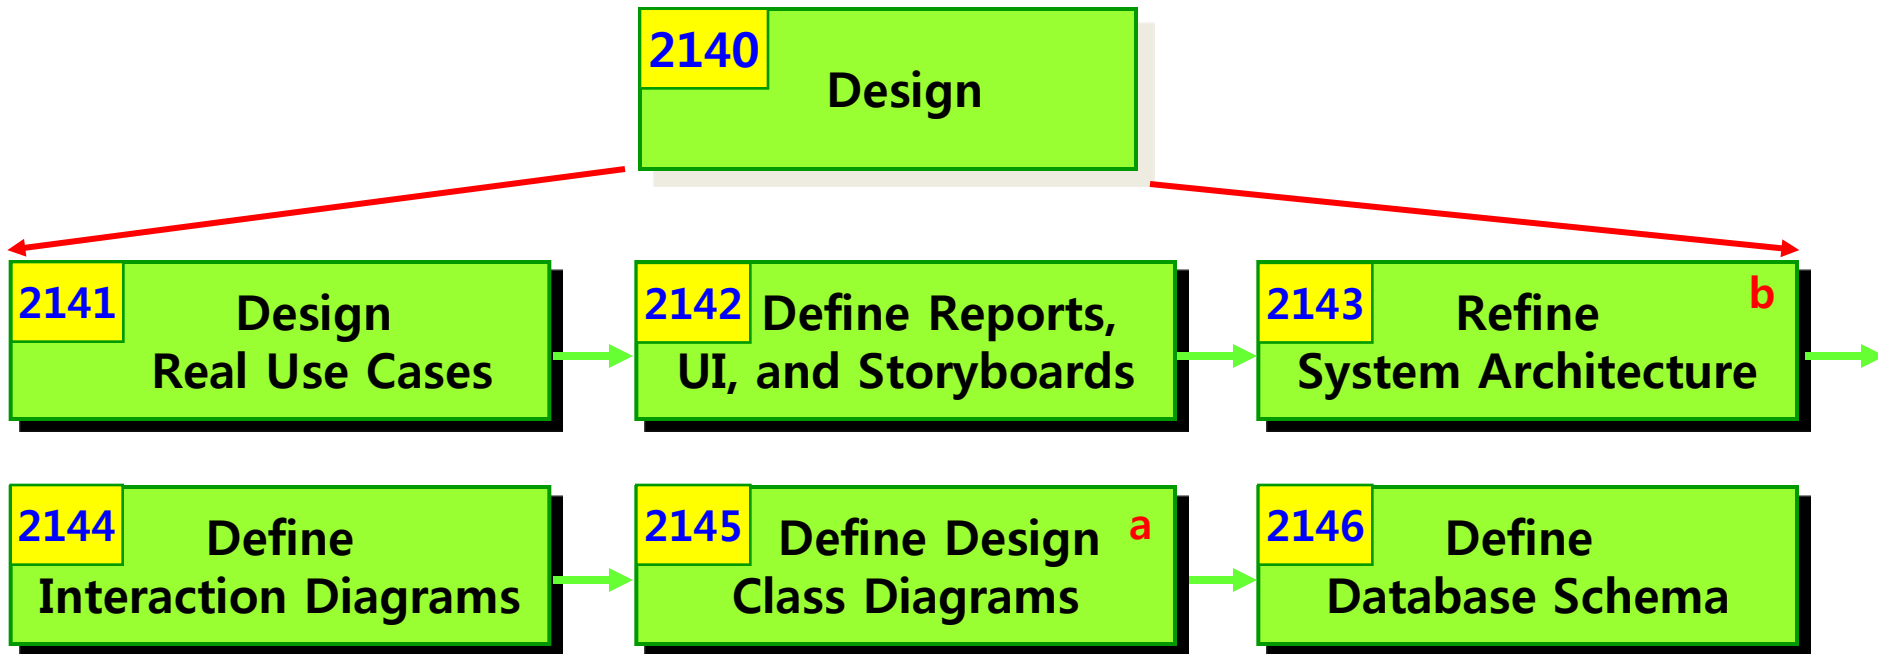 2140
Design
2141
Design
Real Use Cases
2142
Define Reports,
UI, and Storyboards
2143
Refine
b
System Architecture
2144
Define
Interaction Diagrams
2145
Define Design
a
Class Diagrams
2146
Define
Database Schema